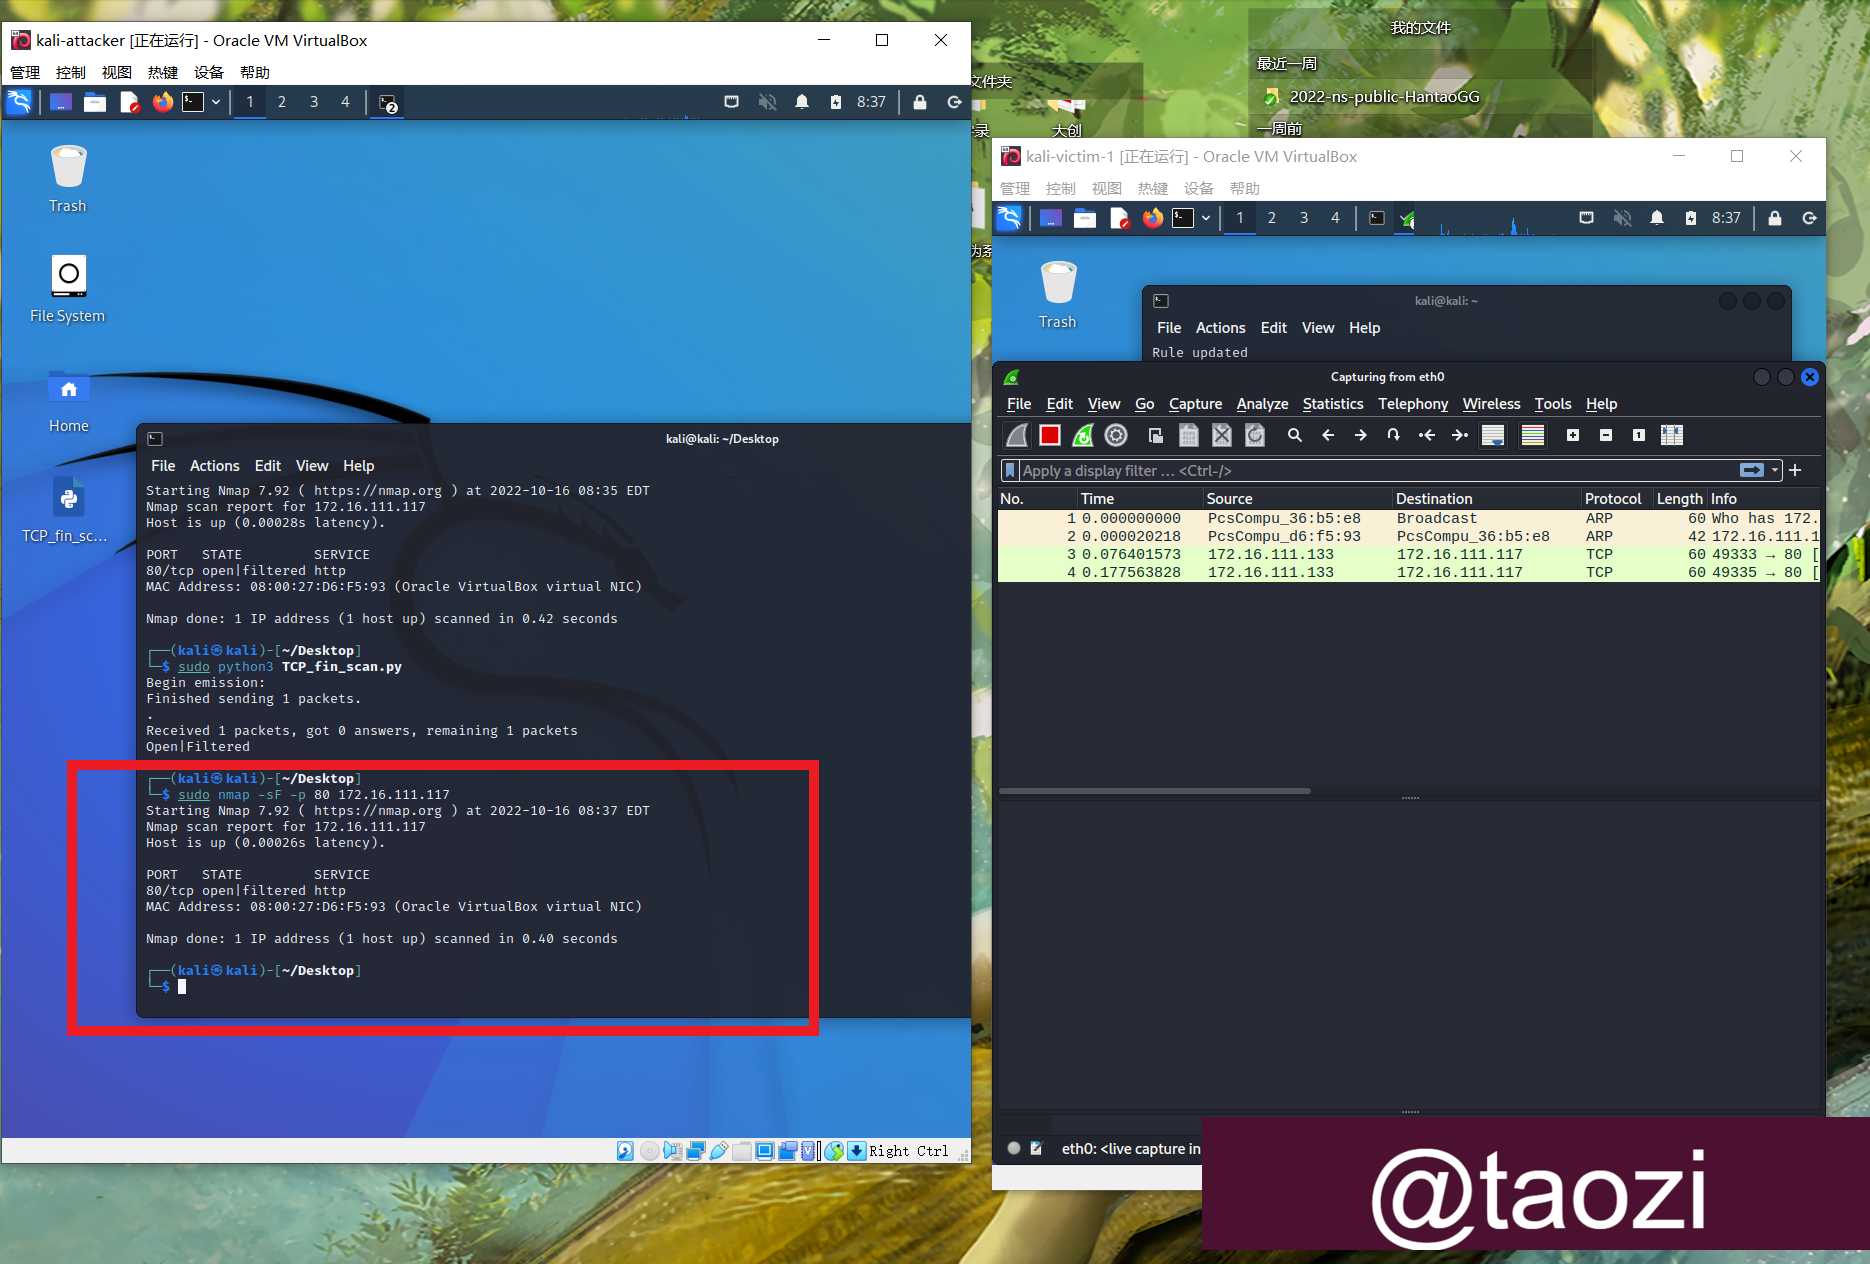 kali-attacker [正在运行] - Oracle VM VirtualBox
管理 控制 视图 热键 设备 帮助
1 2 3 4 2 8:37
Trash
File System
Home
TCP_fin_sc...
kali@kali: ~/Desktop
File Actions Edit View Help
Starting Nmap 7.92 ( https://nmap.org ) at 2022-10-16 08:35 EDT
Nmap scan report for 172.16.111.117
Host is up (0.00028s latency).
PORT   STATE         SERVICE
80/tcp open|filtered http
MAC Address: 08:00:27:D6:F5:93 (Oracle VirtualBox virtual NIC)
Nmap done: 1 IP address (1 host up) scanned in 0.42 seconds
┌──(kali㉿kali)-[~/Desktop]
└─$ sudo python3 TCP_fin_scan.py
Begin emission:
Finished sending 1 packets.
.
Received 1 packets, got 0 answers, remaining 1 packets
Open|Filtered
┌──(kali㉿kali)-[~/Desktop]
└─$ sudo nmap -sF -p 80 172.16.111.117
Starting Nmap 7.92 ( https://nmap.org ) at 2022-10-16 08:37 EDT
Nmap scan report for 172.16.111.117
Host is up (0.00026s latency).
PORT   STATE         SERVICE
80/tcp open|filtered http
MAC Address: 08:00:27:D6:F5:93 (Oracle VirtualBox virtual NIC)
Nmap done: 1 IP address (1 host up) scanned in 0.40 seconds
┌──(kali㉿kali)-[~/Desktop]
└─$
Right Ctrl
我的文件
最近一周
2022-ns-public-HantaoGG
一周前
文件夹
大创
kali-victim-1 [正在运行] - Oracle VM VirtualBox
管理 控制 视图 热键 设备 帮助
1 2 3 4 8:37
Trash
kali@kali: ~
File Actions Edit View Help
Rule updated
Capturing from eth0
File Edit View Go Capture Analyze Statistics Telephony Wireless Tools Help
Apply a display filter ... <Ctrl-/>
No. Time Source Destination Protocol Length Info
1 0.000000000 PcsCompu_36:b5:e8 Broadcast ARP 60 Who has 172.
2 0.000020218 PcsCompu_d6:f5:93 PcsCompu_36:b5:e8 ARP 42 172.16.111.1
3 0.076401573 172.16.111.133 172.16.111.117 TCP 60 49333 → 80 [
4 0.177563828 172.16.111.133 172.16.111.117 TCP 60 49335 → 80 [
eth0: <live capture in
@taozi